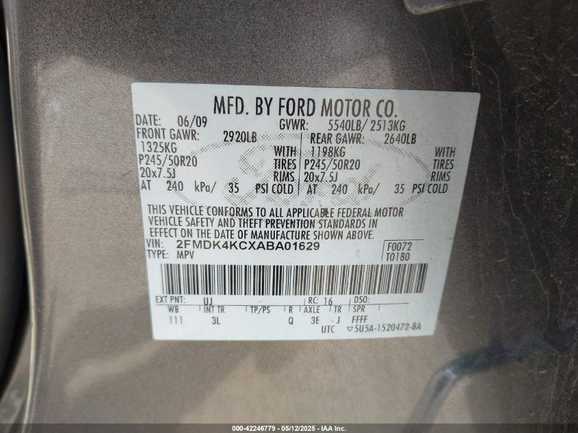 MFD. BY FORD MOTOR CO.
DATE: 06/09 GVWR: 5540LB/ 2513KG
FRONT GAWR: 2920LB REAR GAWR: 2640LB
1325KG WITH 1198KG WITH
P245/50R20 TIRES P245/50R20 TIRES
20x7.5J RIMS 20x7.5J RIMS
AT 240 kPa/ 35 PSI COLD AT 240 kPa/ 35 PSI COLD
THIS VEHICLE CONFORMS TO ALL APPLICABLE FEDERAL MOTOR
VEHICLE SAFETY AND THEFT PREVENTION STANDARDS IN
EFFECT ON THE DATE OF MANUFACTURE SHOWN ABOVE.
VIN: 2FMDK4KCXABA01629 F0072
TYPE: MPV T0180
EXT PNT: UJ RC: 16 DSO:
WB INT TR TP/PS R AXLE TR SPR
111 3L Q 3E J FFFF
UTC 5U5A-1520472-BA
000-42246779 - 05/12/2025 - IAA Inc.